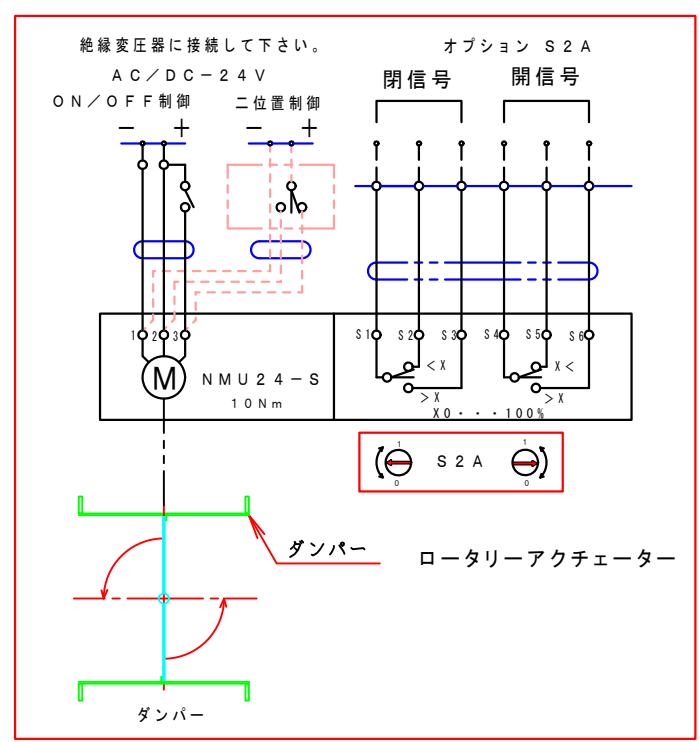 絶縁変圧器に接続して下さい。
AC/DC-24V
ON/OFF制御
二位置制御
- +
- +
オプション S2A
閉信号
開信号
1 2 3
M
NMU24-S
10Nm
S1 S2 S3 S4 S5 S6
<X
>X
X<
>X
X0・・・100%
1
0
S2A
1
0
ダンパー
ロータリーアクチェーター
ダンパー